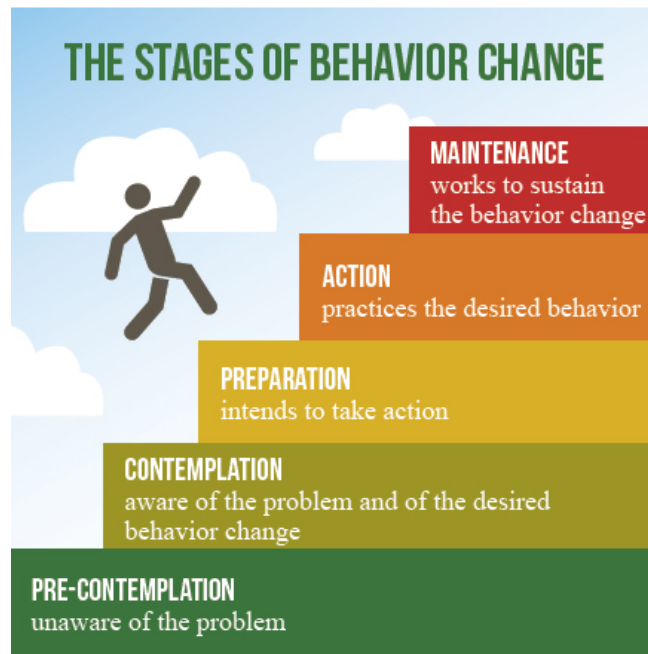 THE STAGES OF BEHAVIOR CHANGE
MAINTENANCE
works to sustain
the behavior change
ACTION
practices the desired behavior
PREPARATION
intends to take action
CONTEMPLATION
aware of the problem and of the desired
behavior change
PRE-CONTEMPLATION
unaware of the problem